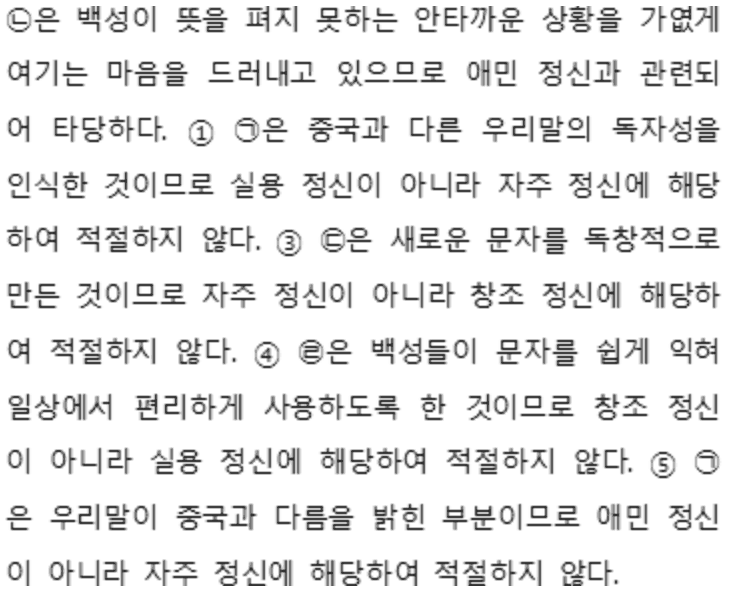 ㉡은 백성이 뜻을 펴지 못하는 안타까운 상황을 가엾게
여기는 마음을 드러내고 있으므로 애민 정신과 관련되
어 타당하다. ① ㉠은 중국과 다른 우리말의 독자성을
인식한 것이므로 실용 정신이 아니라 자주 정신에 해당
하여 적절하지 않다. ③ ㉢은 새로운 문자를 독창적으로
만든 것이므로 자주 정신이 아니라 창조 정신에 해당하
여 적절하지 않다. ④ ㉣은 백성들이 문자를 쉽게 익혀
일상에서 편리하게 사용하도록 한 것이므로 창조 정신
이 아니라 실용 정신에 해당하여 적절하지 않다. ⑤ ㉠
은 우리말이 중국과 다름을 밝힌 부분이므로 애민 정신
이 아니라 자주 정신에 해당하여 적절하지 않다.